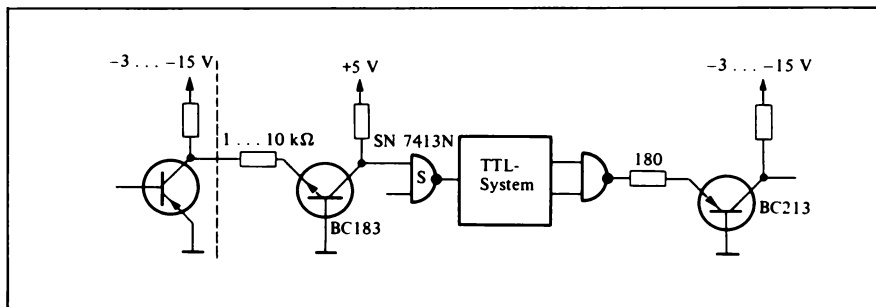 −3 . . . −15 V
+5 V
−3 . . . −15 V
1 . . . 10 kΩ
SN 7413N
S
TTL-
System
180
BC183
BC213